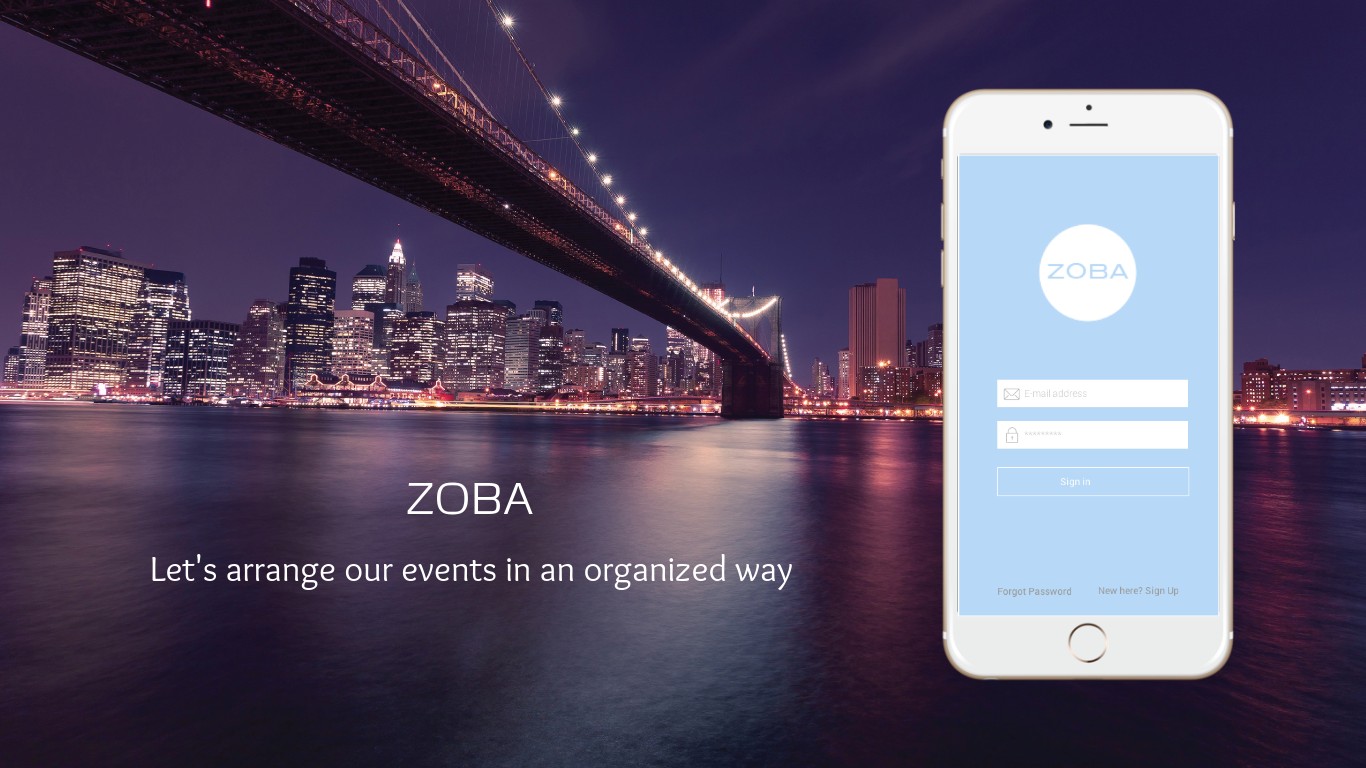 ZOBA
Let's arrange our events in an organized way
ZOBA
E-mail address
**********
Sign in
Forgot Password
New here? Sign Up